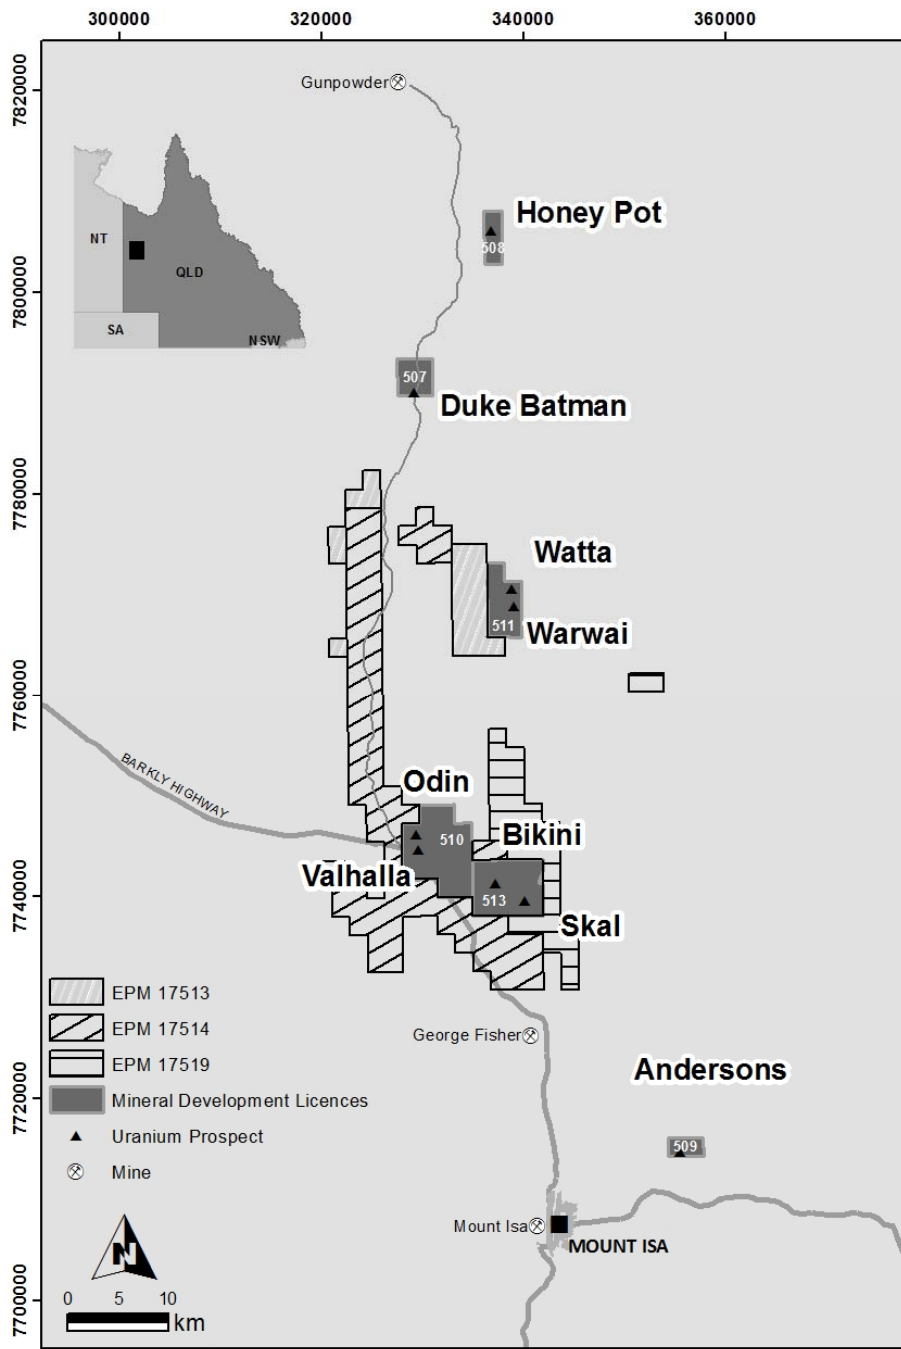 300000
320000
340000
360000
7820000
7800000
7780000
7760000
7740000
7720000
7700000
Gunpowder
Honey Pot
508
NT
QLD
SA
NSW
507
Duke Batman
Watta
511
Warwai
BARKLY HIGHWAY
Odin
510
Bikini
Valhalla
513
Skal
EPM 17513
EPM 17514
EPM 17519
Mineral Development Licences
Uranium Prospect
Mine
George Fisher
Andersons
509
Mount Isa
MOUNT ISA
N
0 5 10
km